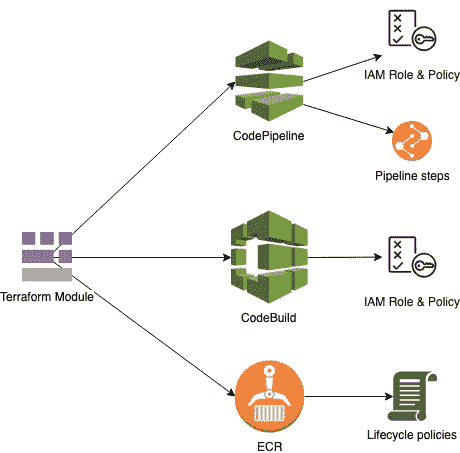 IAM Role & Policy
CodePipeline
Pipeline steps
Terraform Module
CodeBuild
IAM Role & Policy
ECR
Lifecycle policies